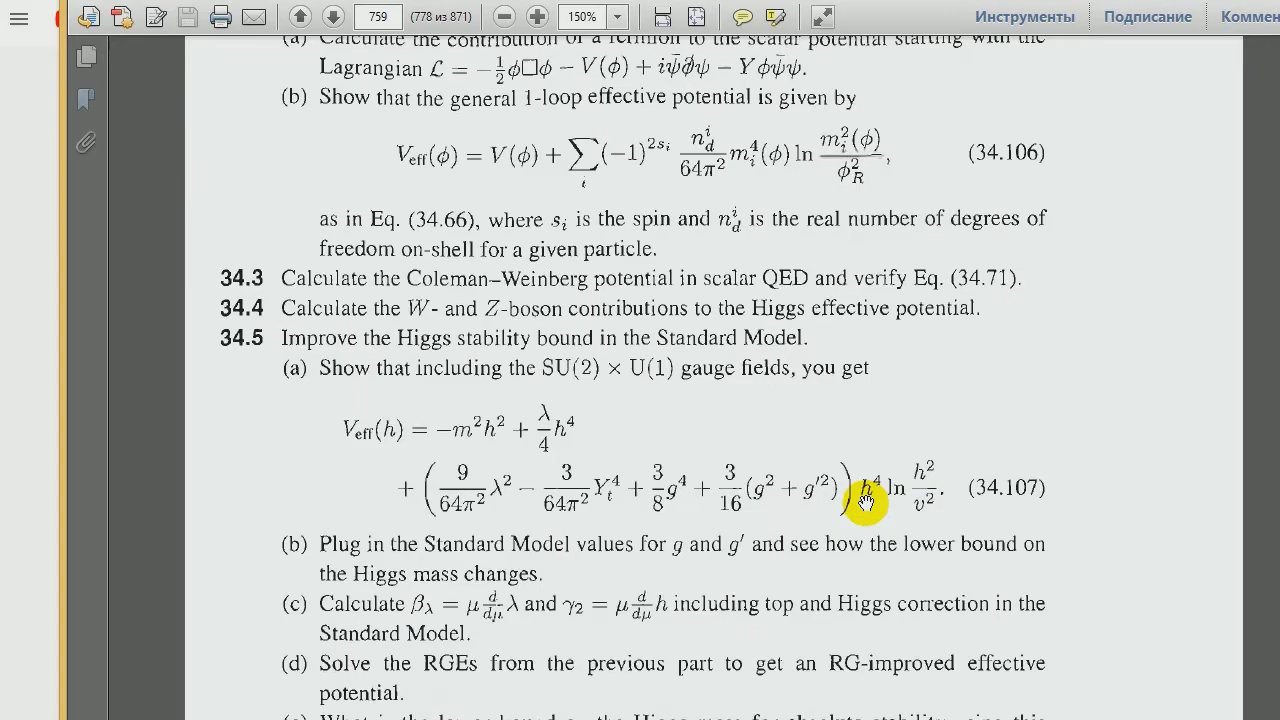 759 (778 из 871) 150% Инструменты Подписание Коммен
(a) Calculate the contribution of a fermion to the scalar potential starting with the
Lagrangian ℒ = −½ϕ□ϕ − V(ϕ) + iψ̄∂̸ψ − Yϕψ̄ψ.
(b) Show that the general 1-loop effective potential is given by
V_eff(ϕ) = V(ϕ) + ∑_i (−1)^{2s_i} n_d^i/(64π²) m_i^4(ϕ) ln m_i^2(ϕ)/ϕ_R^2, (34.106)
as in Eq. (34.66), where s_i is the spin and n_d^i is the real number of degrees of
freedom on-shell for a given particle.
34.3 Calculate the Coleman–Weinberg potential in scalar QED and verify Eq. (34.71).
34.4 Calculate the W- and Z-boson contributions to the Higgs effective potential.
34.5 Improve the Higgs stability bound in the Standard Model.
(a) Show that including the SU(2) × U(1) gauge fields, you get
V_eff(h) = −m²h² + λ/4 h⁴
+ (9/(64π²) λ² − 3/(64π²) Y_t^4 + 3/8 g⁴ + 3/16 (g² + g′²)) h⁴ ln h²/v². (34.107)
(b) Plug in the Standard Model values for g and g′ and see how the lower bound on
the Higgs mass changes.
(c) Calculate β_λ = μ d/dμ λ and γ₂ = μ d/dμ h including top and Higgs correction in the
Standard Model.
(d) Solve the RGEs from the previous part to get an RG-improved effective
potential.